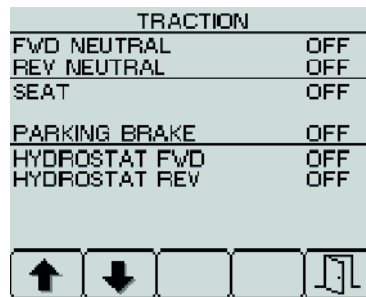 TRACTION
FWD NEUTRAL OFF
REV NEUTRAL OFF
SEAT OFF
PARKING BRAKE OFF
HYDROSTAT FWD OFF
HYDROSTAT REV OFF